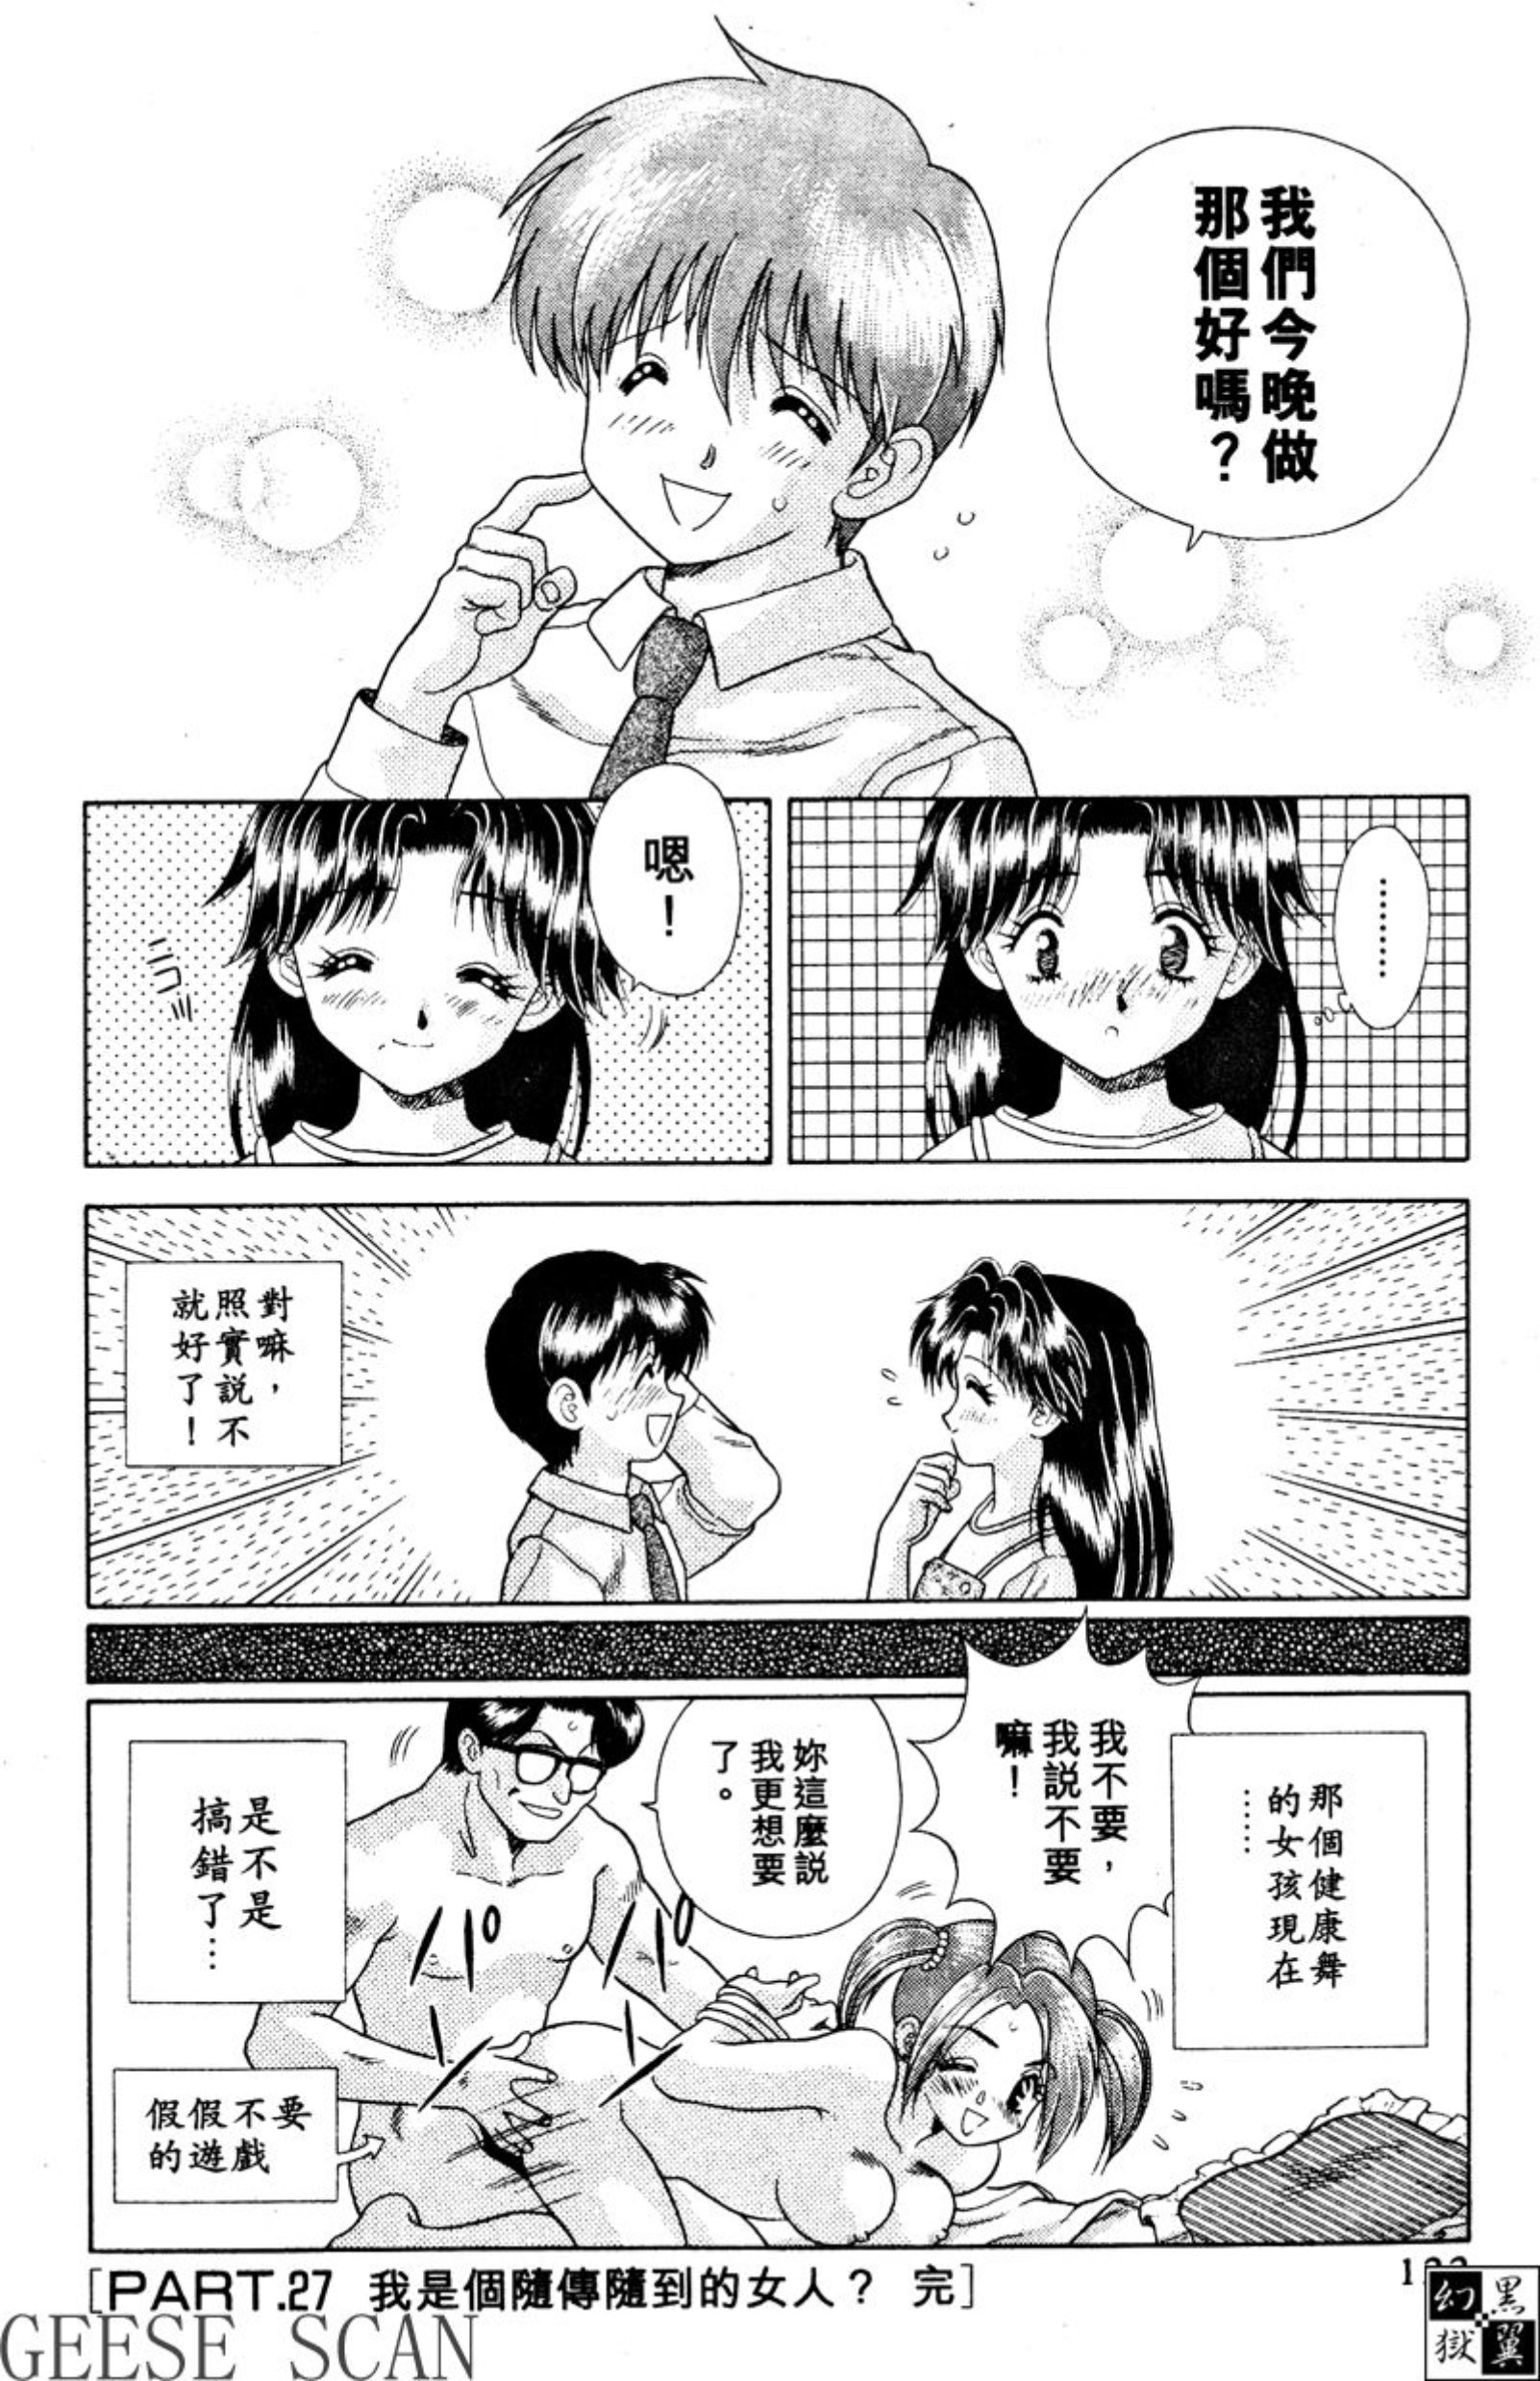 我們今晚做
那個好嗎？
………
嗯！
對嘛，
照實說不
就好了！
那個健康舞
的女孩現在
……
我不要，
我說不要
嘛！
妳這麼說
我更想要
了。
是不是
搞錯了…
パパ
パパ
假假不要
的遊戲
[PART.27 我是個隨傳隨到的女人？ 完]
GEESE SCAN
幻獄
黑翼